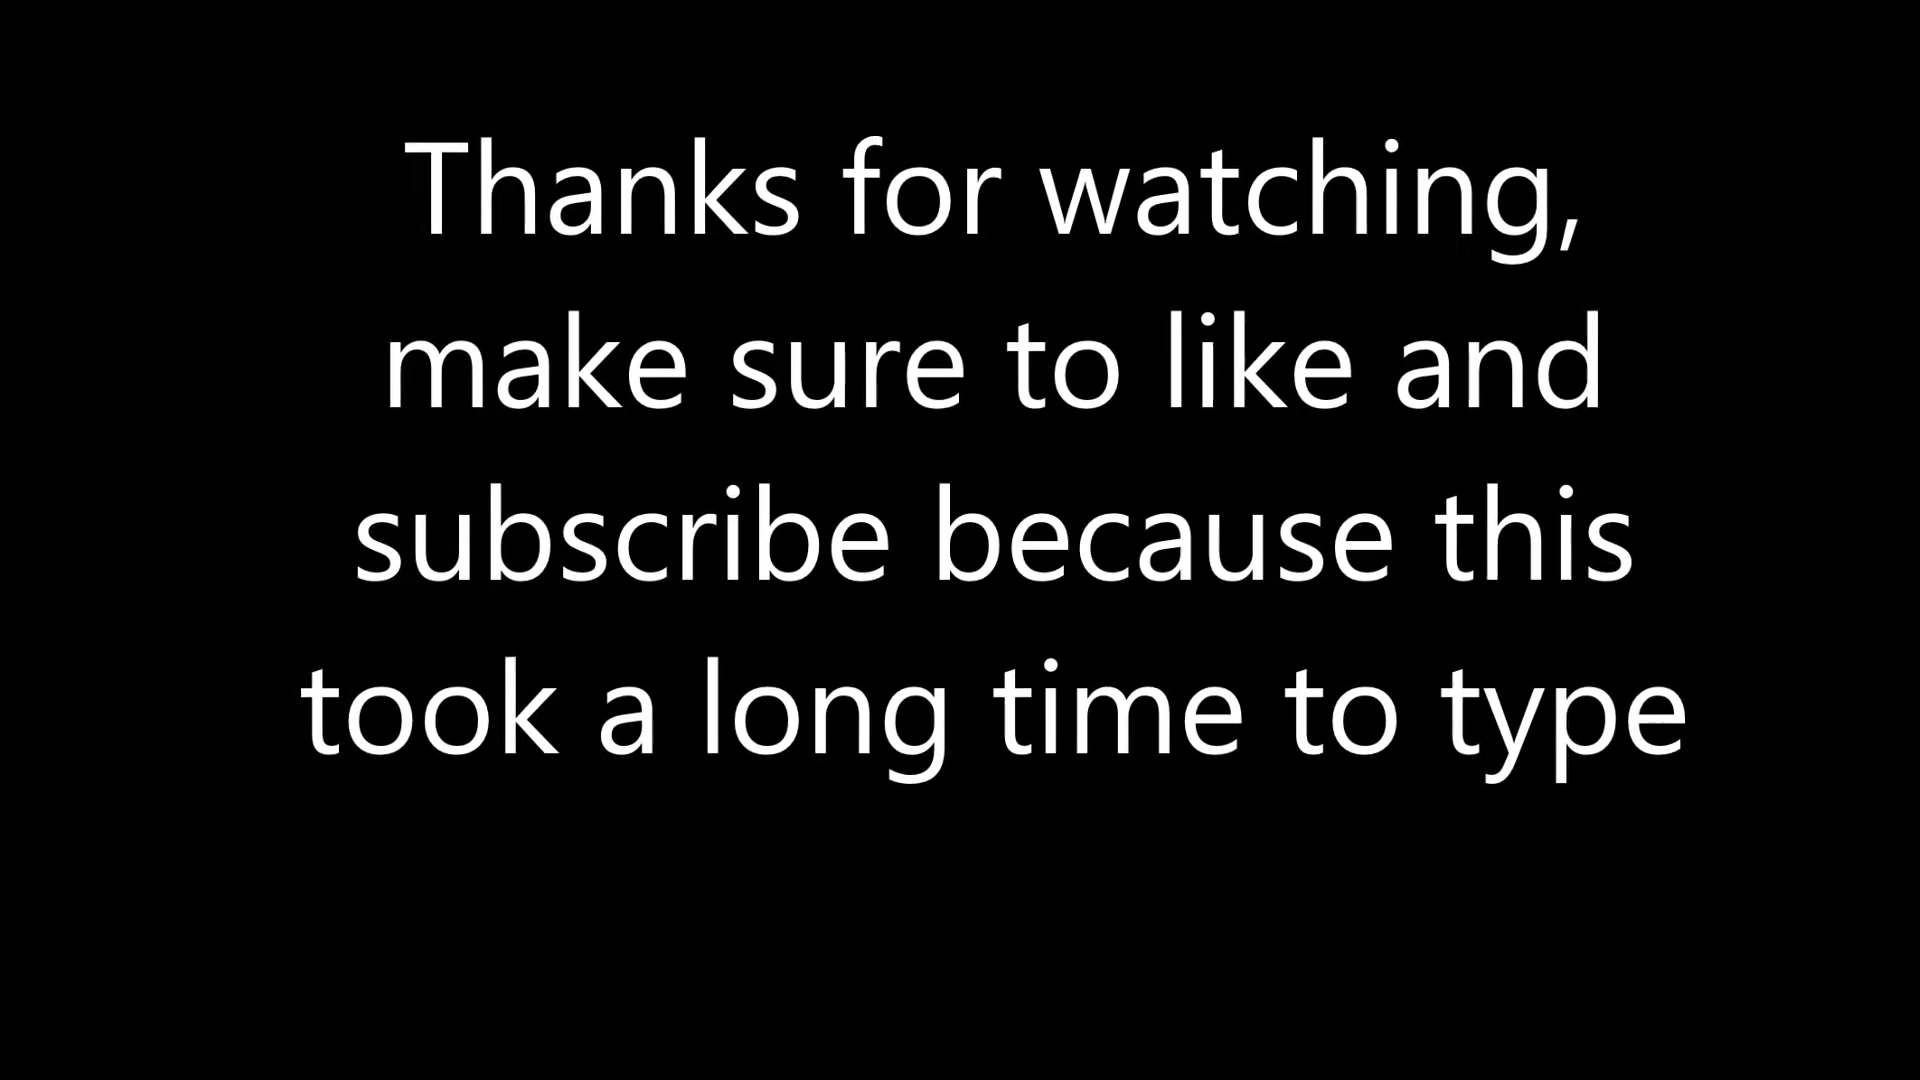 Thanks for watching,
make sure to like and
subscribe because this
took a long time to type